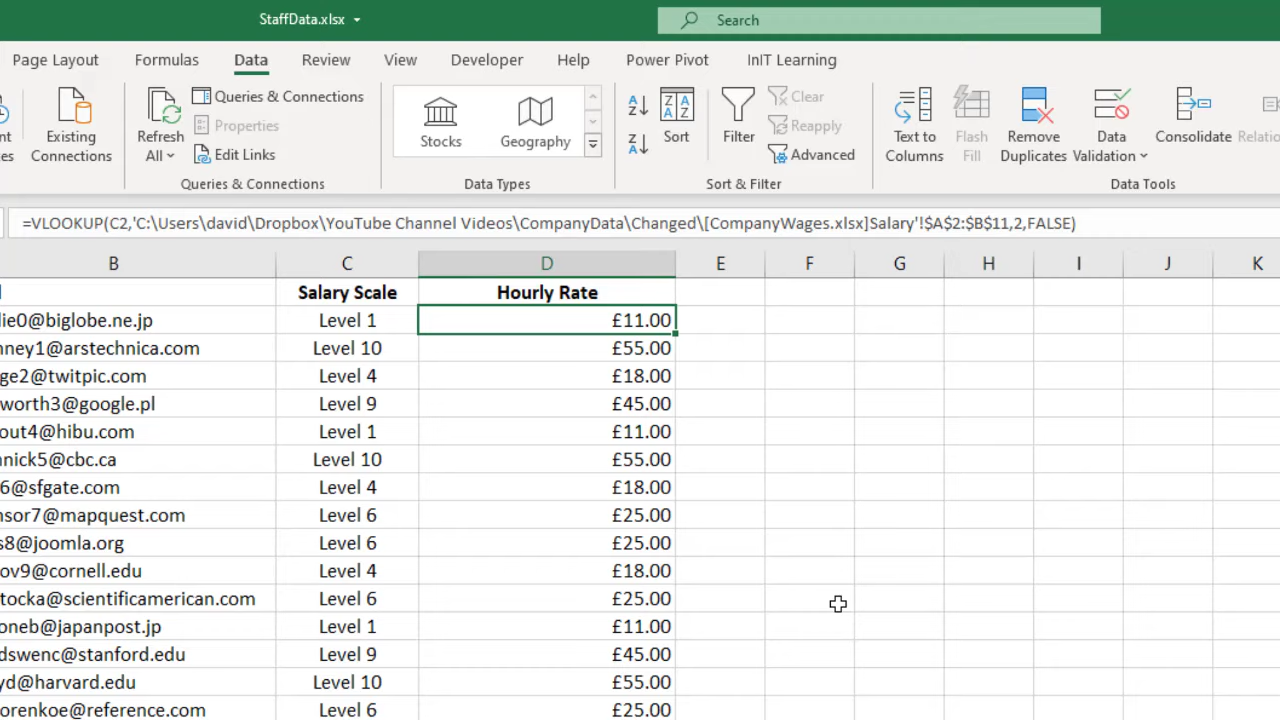 StaffData.xlsx
Search
Page Layout Formulas Data Review View Developer Help Power Pivot InIT Learning
Queries & Connections
Properties
Edit Links
Existing Connections
Refresh All
Stocks
Geography
Sort
Filter
Clear
Reapply
Advanced
Text to Columns
Flash Fill
Remove Duplicates
Data Validation
Consolidate
Queries & Connections
Data Types
Sort & Filter
Data Tools
=VLOOKUP(C2,'C:\Users\david\Dropbox\YouTube Channel Videos\CompanyData\Changed\[CompanyWages.xlsx]Salary'!$A$2:$B$11,2,FALSE)
B C D E F G H I J K
Salary Scale Hourly Rate
lie0@biglobe.ne.jp Level 1 £11.00
nney1@arstechnica.com Level 10 £55.00
ge2@twitpic.com Level 4 £18.00
worth3@google.pl Level 9 £45.00
out4@hibu.com Level 1 £11.00
nnick5@cbc.ca Level 10 £55.00
6@sfgate.com Level 4 £18.00
nsor7@mapquest.com Level 6 £25.00
s8@joomla.org Level 6 £25.00
ov9@cornell.edu Level 4 £18.00
tocka@scientificamerican.com Level 6 £25.00
oneb@japanpost.jp Level 1 £11.00
dswenc@stanford.edu Level 9 £45.00
yd@harvard.edu Level 10 £55.00
orenkoe@reference.com Level 6 £25.00